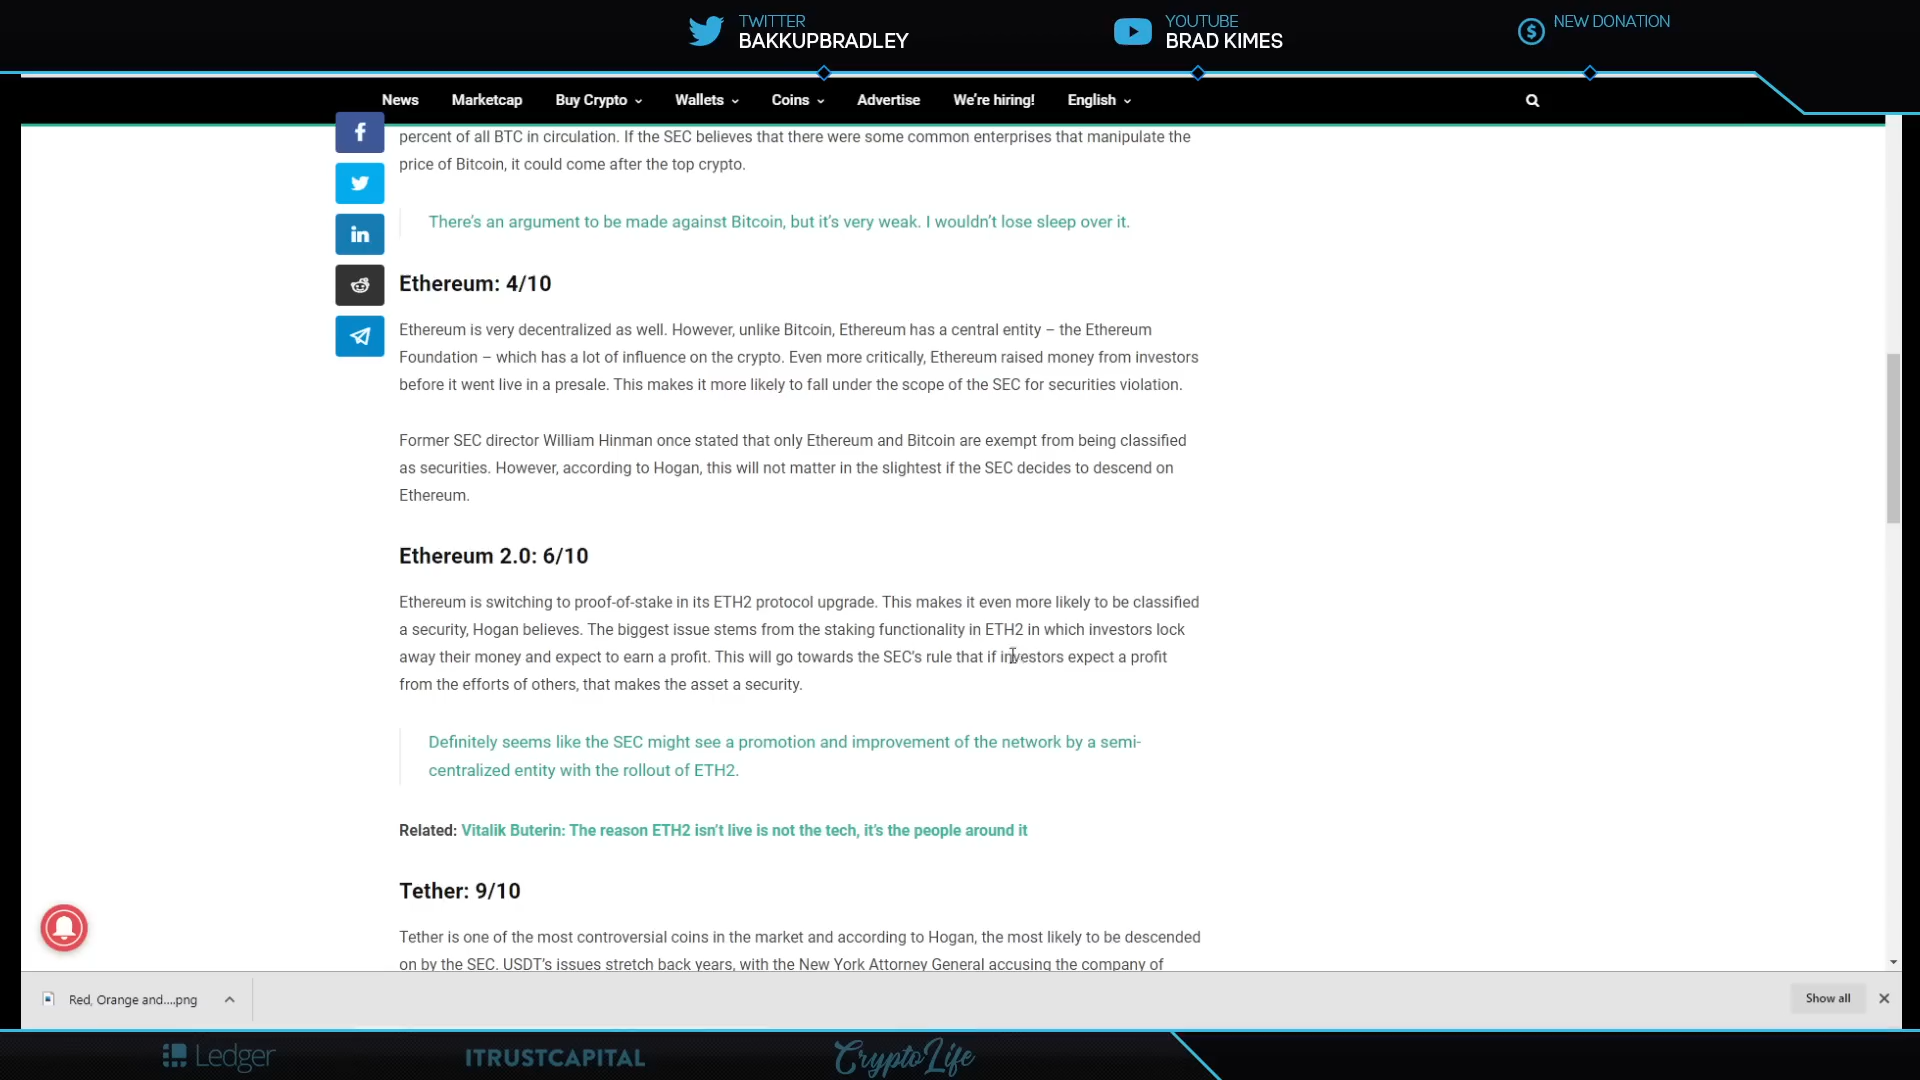 TWITTER
BAKKUPBRADLEY
YOUTUBE
BRAD KIMES
NEW DONATION
News Marketcap Buy Crypto Wallets Coins Advertise We're hiring! English
percent of all BTC in circulation. If the SEC believes that there were some common enterprises that manipulate the
price of Bitcoin, it could come after the top crypto.
There's an argument to be made against Bitcoin, but it's very weak. I wouldn't lose sleep over it.
Ethereum: 4/10
Ethereum is very decentralized as well. However, unlike Bitcoin, Ethereum has a central entity – the Ethereum
Foundation – which has a lot of influence on the crypto. Even more critically, Ethereum raised money from investors
before it went live in a presale. This makes it more likely to fall under the scope of the SEC for securities violation.
Former SEC director William Hinman once stated that only Ethereum and Bitcoin are exempt from being classified
as securities. However, according to Hogan, this will not matter in the slightest if the SEC decides to descend on
Ethereum.
Ethereum 2.0: 6/10
Ethereum is switching to proof-of-stake in its ETH2 protocol upgrade. This makes it even more likely to be classified
a security, Hogan believes. The biggest issue stems from the staking functionality in ETH2 in which investors lock
away their money and expect to earn a profit. This will go towards the SEC's rule that if investors expect a profit
from the efforts of others, that makes the asset a security.
Definitely seems like the SEC might see a promotion and improvement of the network by a semi-
centralized entity with the rollout of ETH2.
Related: Vitalik Buterin: The reason ETH2 isn't live is not the tech, it's the people around it
Tether: 9/10
Tether is one of the most controversial coins in the market and according to Hogan, the most likely to be descended
on by the SEC. USDT's issues stretch back years, with the New York Attorney General accusing the company of
Red, Orange and....png
Show all
Ledger
ITRUSTCAPITAL
CryptoLife